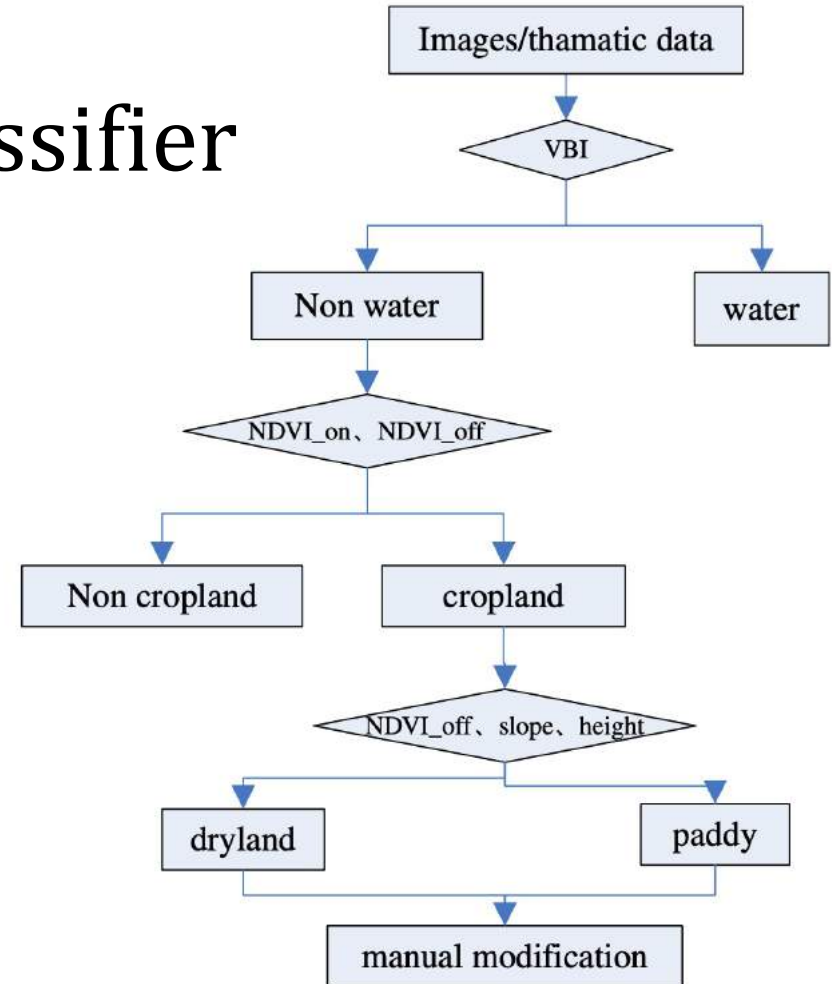 Images/thamatic data
ssifier
VBI
Non water
water
NDVI_on、NDVI_off
Non cropland
cropland
NDVI_off、slope、height
dryland
paddy
manual modification